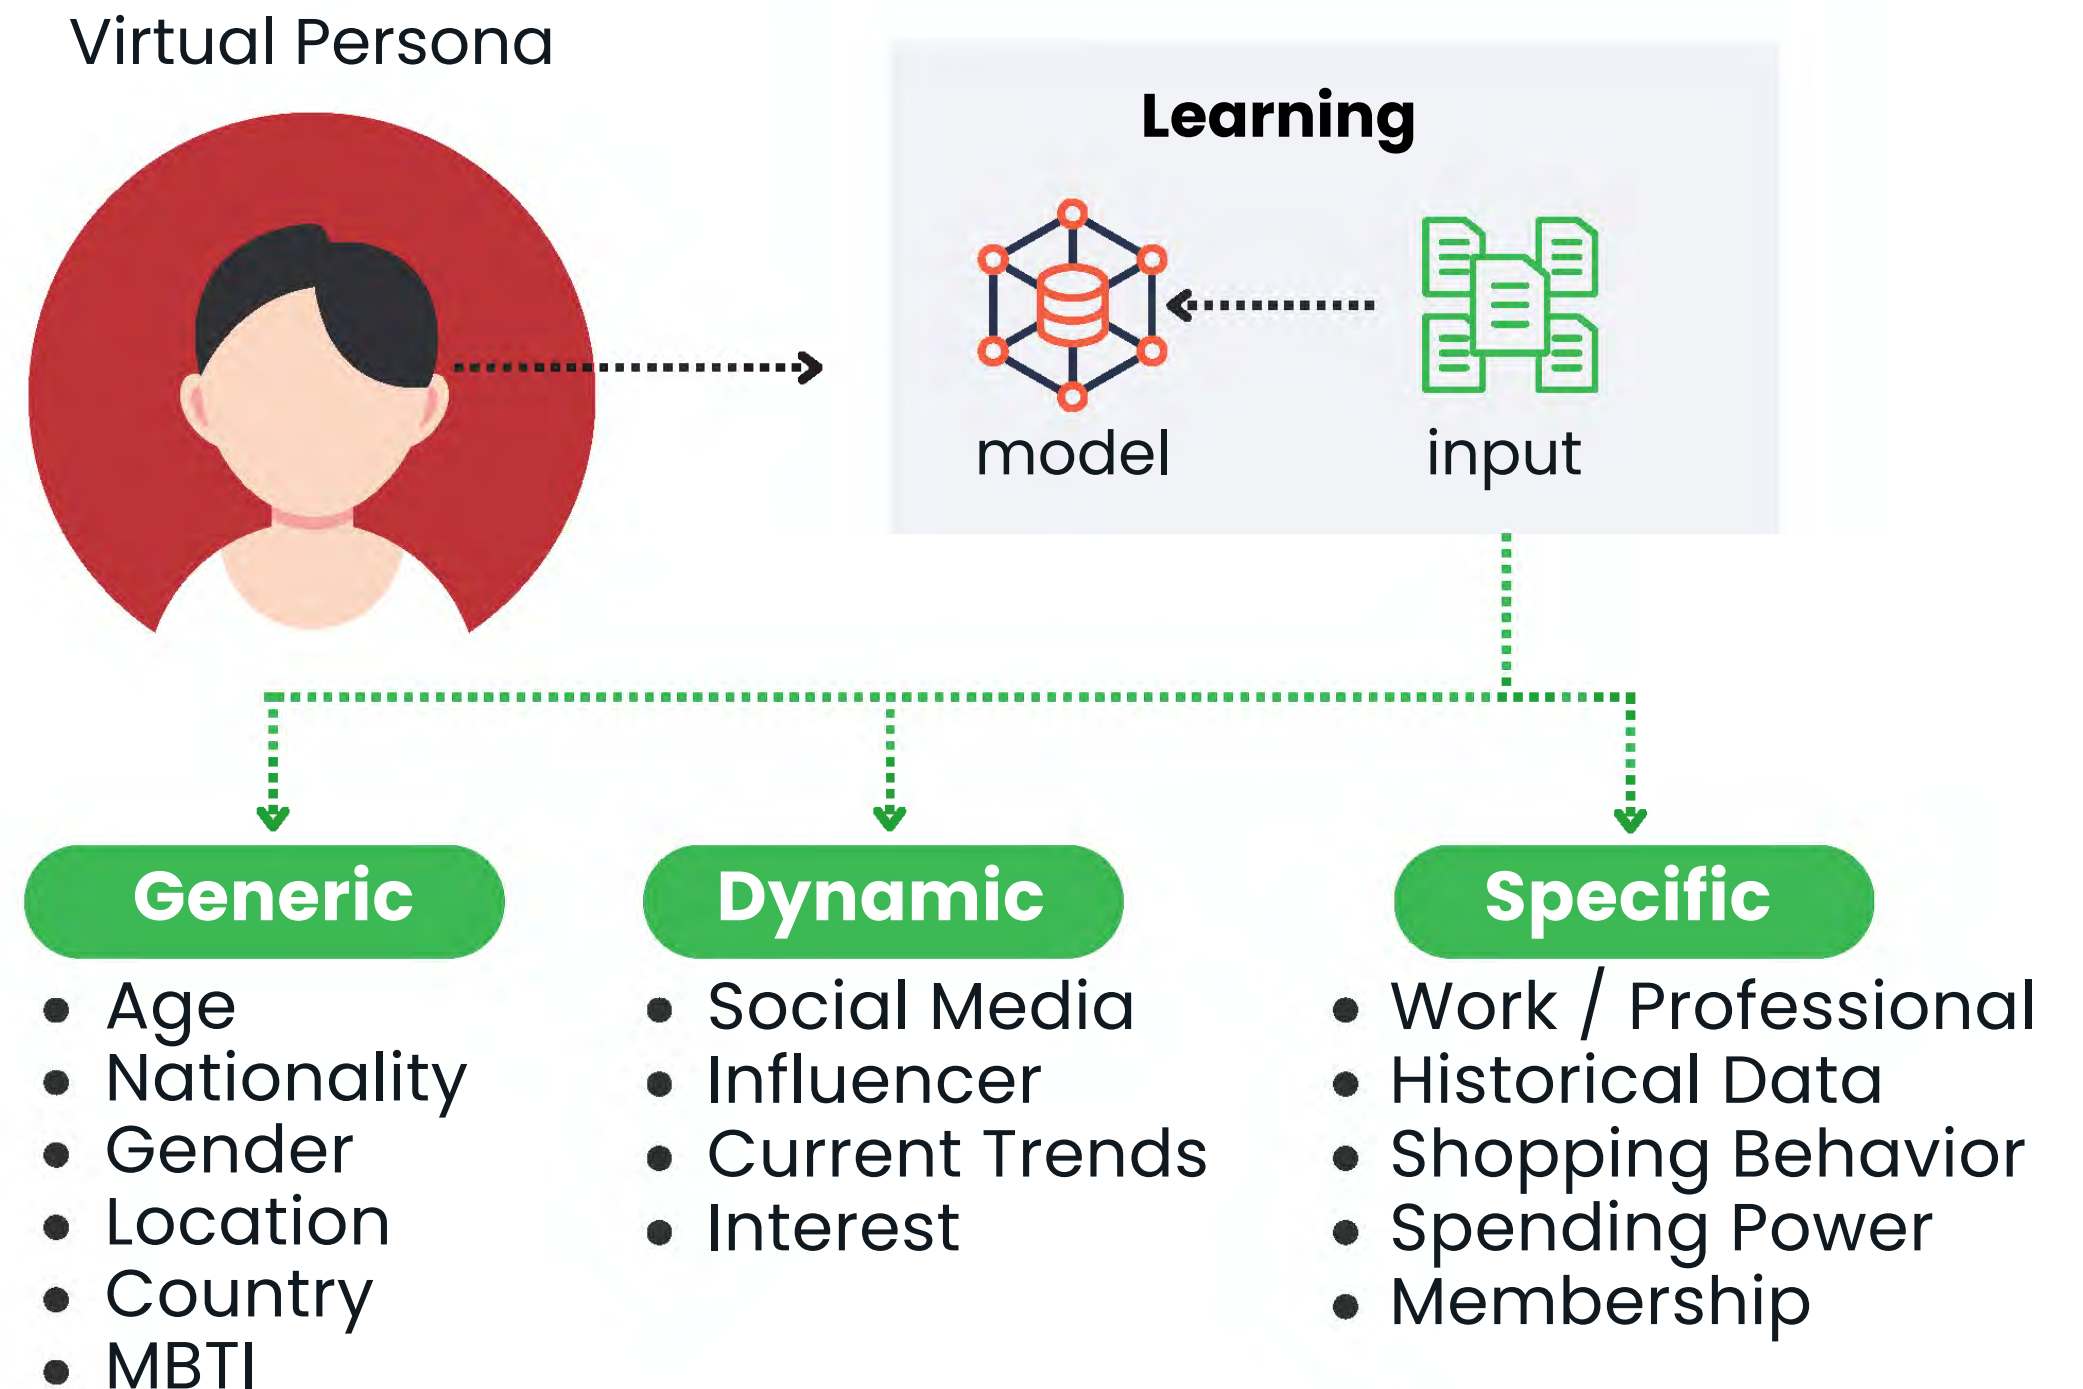 Virtual Persona
Learning
model
input
Generic
Age
Nationality
Gender
Location
Country
MBTI
Dynamic
Social Media
Influencer
Current Trends
Interest
Specific
Work / Professional
Historical Data
Shopping Behavior
Spending Power
Membership